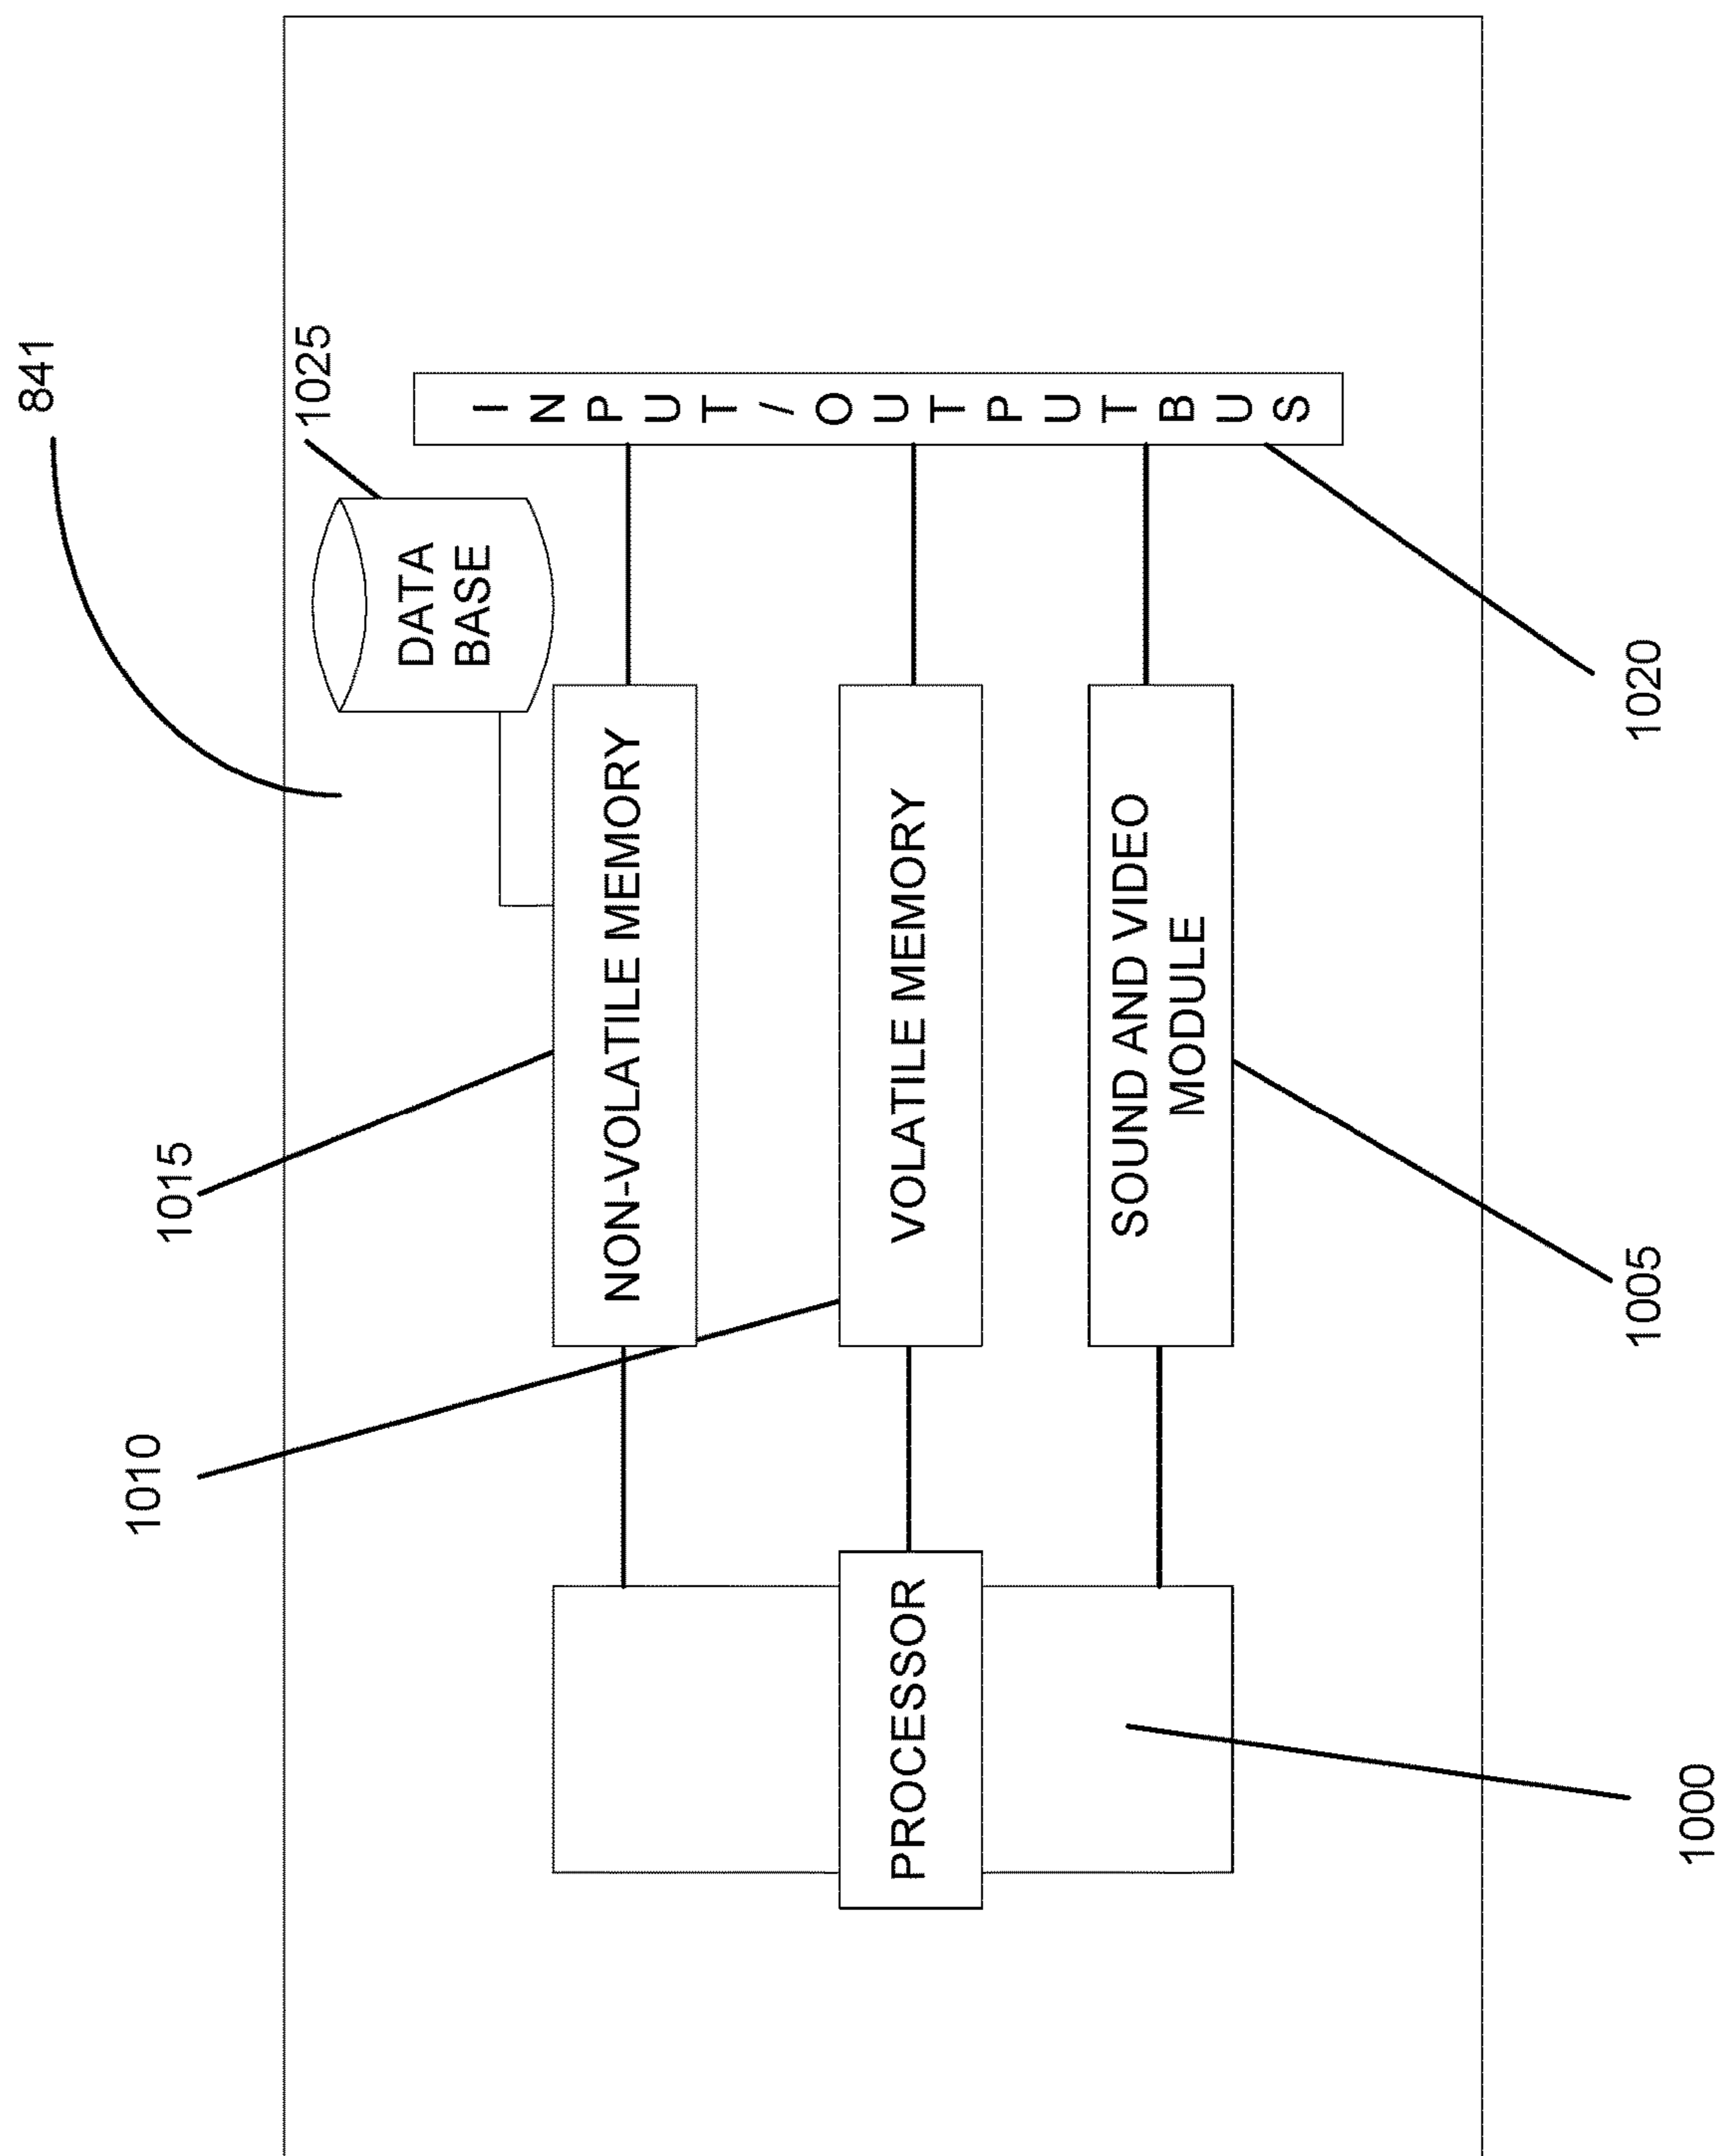 841
1025
DATA
BASE
INPUT/OUTPUT BUS
1015
NON-VOLATILE MEMORY
1010
VOLATILE MEMORY
SOUND AND VIDEO
MODULE
PROCESSOR
1020
1005
1000